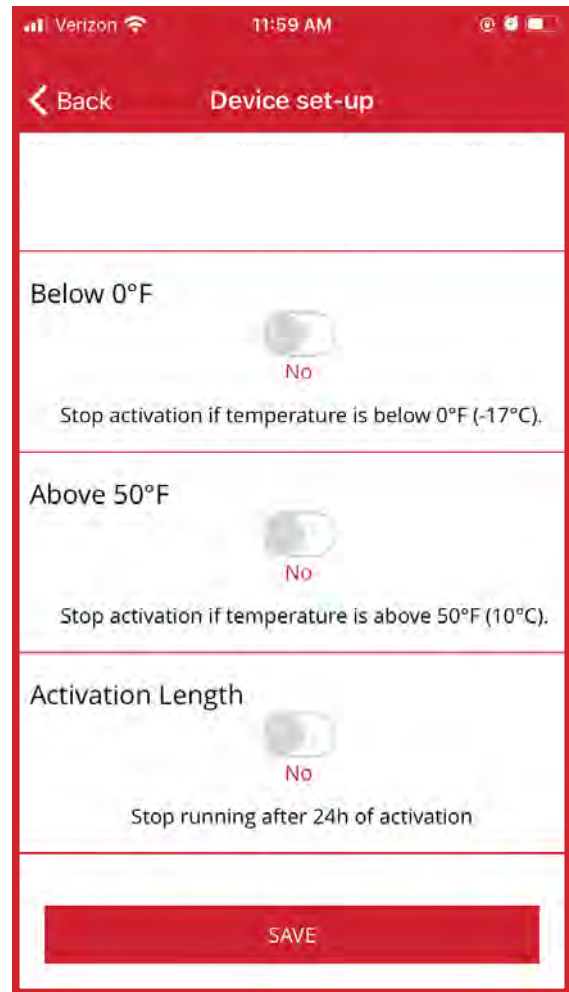 Verizon 11:59 AM
Back Device set-up
Below 0°F
No
Stop activation if temperature is below 0°F (-17°C).
Above 50°F
No
Stop activation if temperature is above 50°F (10°C).
Activation Length
No
Stop running after 24h of activation
SAVE